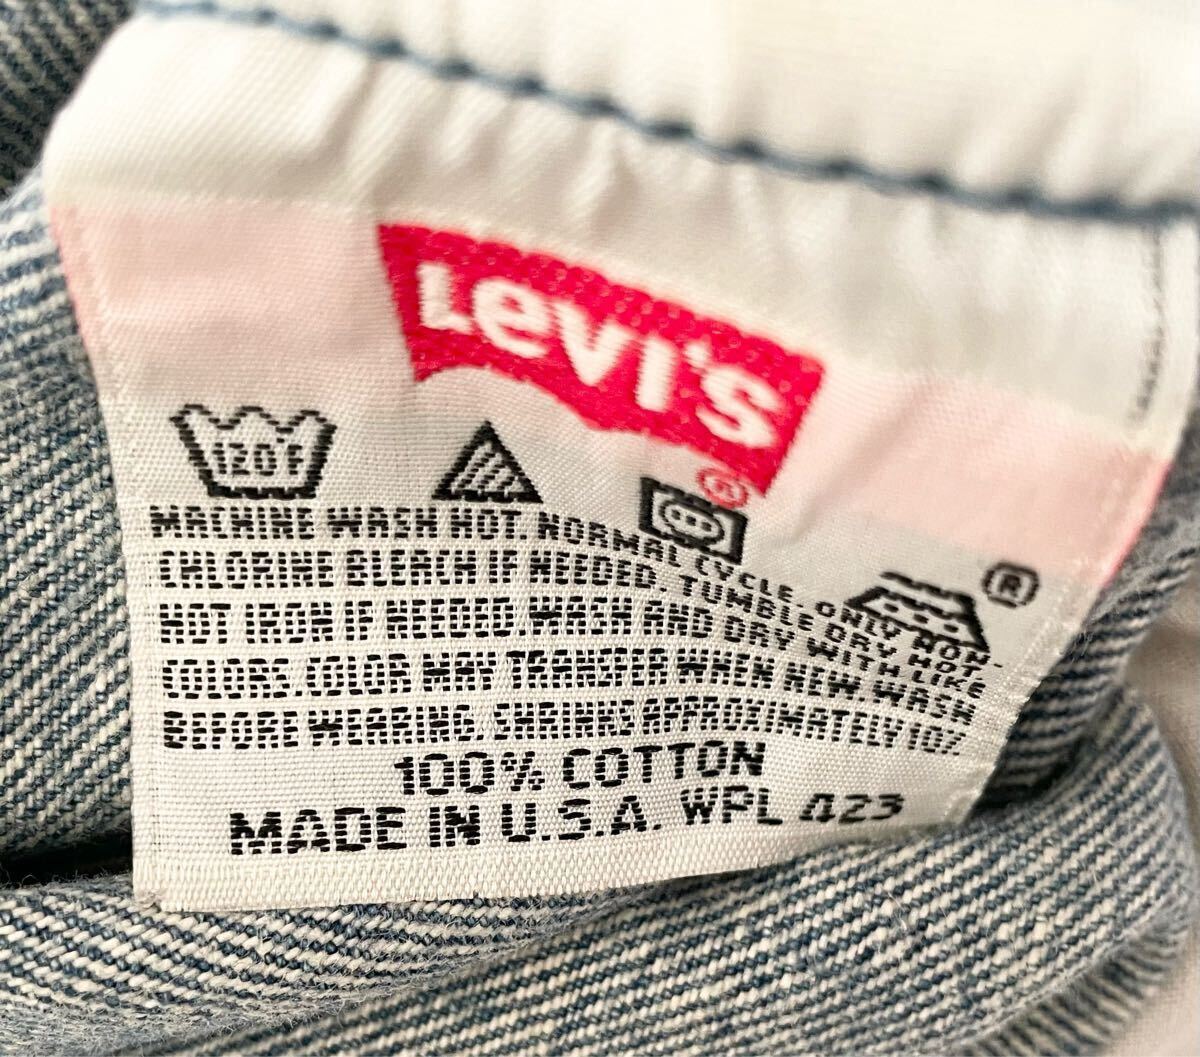 Levi's
®
120°F
®
MACHINE WASH HOT. NORMAL CYCLE. ONLY NON-
CHLORINE BLEACH IF NEEDED. TUMBLE DRY HOT.
HOT IRON IF NEEDED. WASH AND DRY WITH LIKE
COLORS. COLOR MAY TRANSFER WHEN NEW. WASH
BEFORE WEARING. SHRINKS APPROXIMATELY 10%
100% COTTON
MADE IN U.S.A. WPL 423